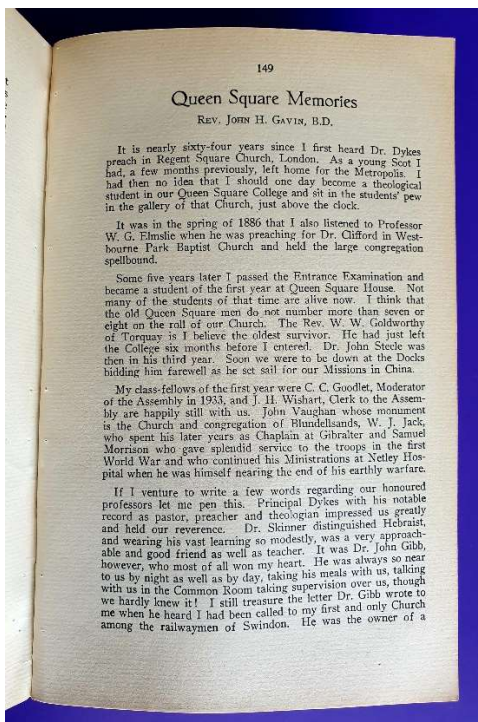 149
Queen Square Memories
REV. JOHN H. GAVIN, B.D.
It is nearly sixty-four years since I first heard Dr. Dykes
preach in Regent Square Church, London. As a young Scot I
had, a few months previously, left home for the Metropolis. I
had then no idea that I should one day become a theological
student in our Queen Square College and sit in the students' pew
in the gallery of that Church, just above the clock.
It was in the spring of 1886 that I also listened to Professor
W. G. Elmslie when he was preaching for Dr. Clifford in West-
bourne Park Baptist Church and held the large congregation
spellbound.
Some five years later I passed the Entrance Examination and
became a student of the first year at Queen Square House. Not
many of the students of that time are alive now. I think that
the old Queen Square men do not number more than seven or
eight on the roll of our Church. The Rev. W. W. Goldworthy
of Torquay is I believe the oldest survivor. He had just left
the College six months before I entered. Dr. John Steele was
then in his third year. Soon we were to be down at the Docks
bidding him farewell as he set sail for our Missions in China.
My class-fellows of the first year were C. C. Goodlet, Moderator
of the Assembly in 1933, and J. H. Wishart, Clerk to the Assem-
bly are happily still with us. John Vaughan whose monument
is the Church and congregation of Blundellsands, W. J. Jack,
who spent his later years as Chaplain at Gibralter and Samuel
Morrison who gave splendid service to the troops in the first
World War and who continued his Ministrations at Netley Hos-
pital when he was himself nearing the end of his earthly warfare.
If I venture to write a few words regarding our honoured
professors let me pen this. Principal Dykes with his notable
record as pastor, preacher and theologian impressed us greatly
and held our reverence. Dr. Skinner distinguished Hebraist,
and wearing his vast learning so modestly, was a very approach-
able and good friend as well as teacher. It was Dr. John Gibb,
however, who most of all won my heart. He was always so near
to us by night as well as by day, taking his meals with us, talking
with us in the Common Room taking supervision over us, though
we hardly knew it! I still treasure the letter Dr. Gibb wrote to
me when he heard I had been called to my first and only Church
among the railwaymen of Swindon. He was the owner of a